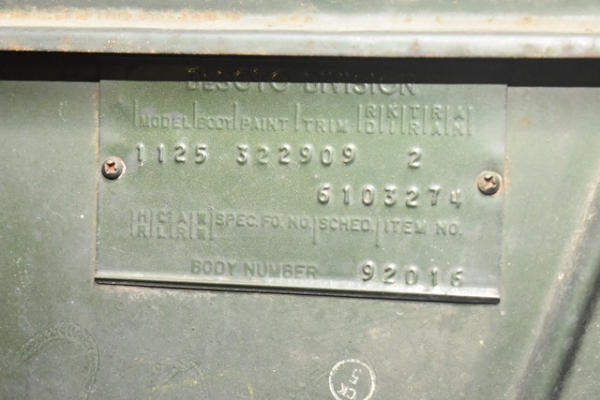 DESOTO DIVISION
MODEL BODY PAINT TRIM
1125 322909 2
6103274
SPEC. FO. NO. SCHED. ITEM NO.
BODY NUMBER 92016
OK